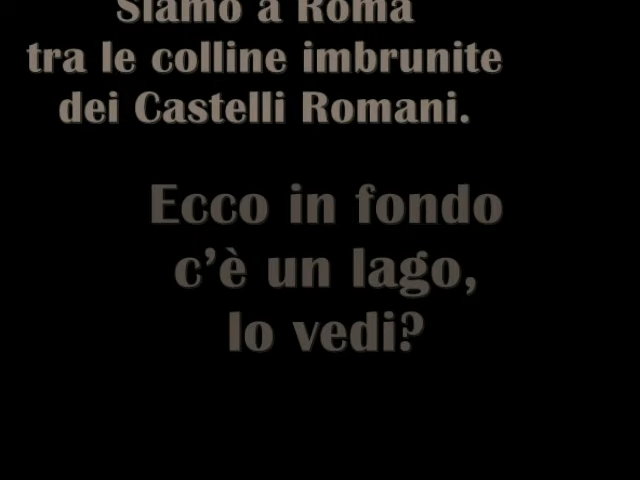 Siamo a Roma
tra le colline imbrunite
dei Castelli Romani.
Ecco in fondo
c’è un lago,
lo vedi?